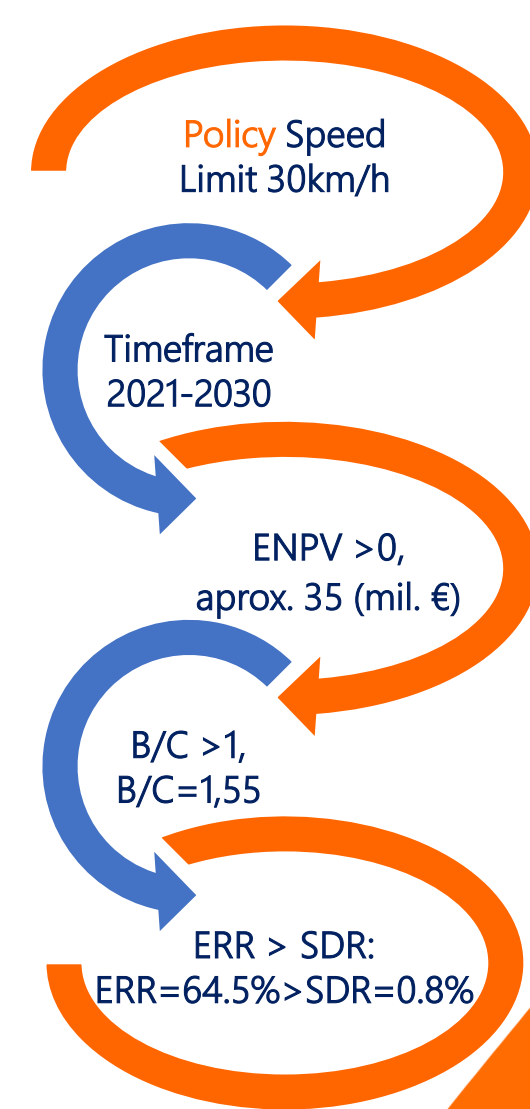 Policy Speed
Limit 30km/h
Timeframe
2021-2030
ENPV >0,
aprox. 35 (mil. €)
B/C >1,
B/C=1,55
ERR > SDR:
ERR=64.5%>SDR=0.8%